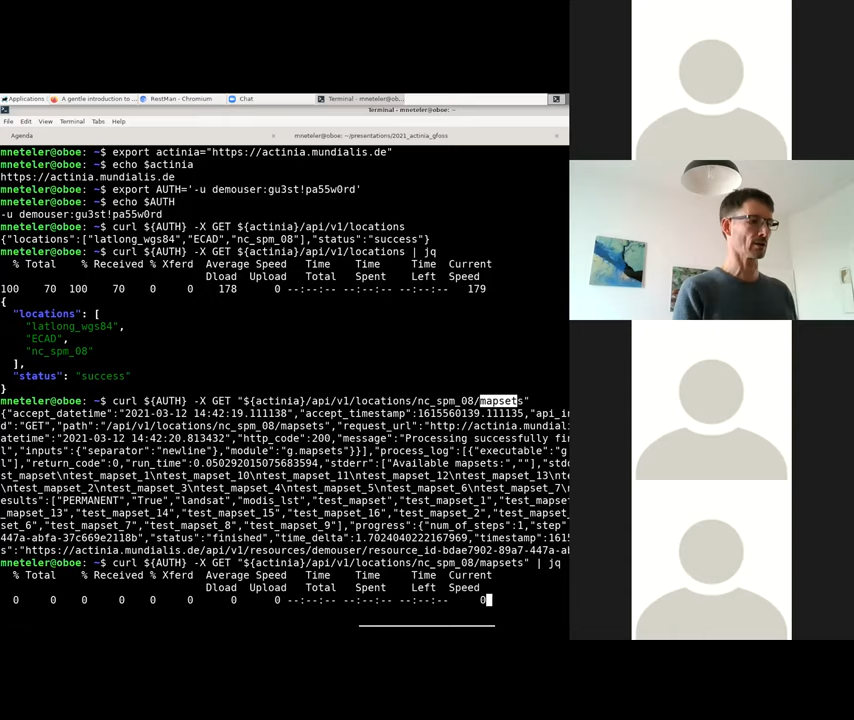 Applications
A gentle introduction to ...
RestMan - Chromium
Chat
Terminal - mneteler@ob...
Terminal - mneteler@oboe: ~
File Edit View Terminal Tabs Help
Agenda
mneteler@oboe: ~/presentations/2021_actinia_gfoss
mneteler@oboe: ~$ export actinia="https://actinia.mundialis.de"
mneteler@oboe: ~$ echo $actinia
https://actinia.mundialis.de
mneteler@oboe: ~$ export AUTH='-u demouser:gu3st!pa55w0rd'
mneteler@oboe: ~$ echo $AUTH
-u demouser:gu3st!pa55w0rd
mneteler@oboe: ~$ curl ${AUTH} -X GET ${actinia}/api/v1/locations
{"locations":["latlong_wgs84","ECAD","nc_spm_08"],"status":"success"}
mneteler@oboe: ~$ curl ${AUTH} -X GET ${actinia}/api/v1/locations | jq
% Total % Received % Xferd Average Speed Time Time Time Current
Dload Upload Total Spent Left Speed
100 70 100 70 0 0 178 0 --:--:-- --:--:-- --:--:-- 179
{
"locations": [
"latlong_wgs84",
"ECAD",
"nc_spm_08"
],
"status": "success"
}
mneteler@oboe: ~$ curl ${AUTH} -X GET "${actinia}/api/v1/locations/nc_spm_08/mapsets"
{"accept_datetime":"2021-03-12 14:42:19.111138","accept_timestamp":1615560139.111135,"api_in
d":"GET","path":"/api/v1/locations/nc_spm_08/mapsets","request_url":"http://actinia.mundiali
atetime":"2021-03-12 14:42:20.813432","http_code":200,"message":"Processing successfully fin
l","inputs":{"separator":"newline"},"module":"g.mapsets"}}],"process_log":[{"executable":"g
l"],"return_code":0,"run_time":0.050292015075683594,"stderr":["Available mapsets:",""],"stdo
st_mapset\ntest_mapset_1\ntest_mapset_10\ntest_mapset_11\ntest_mapset_12\ntest_mapset_13\nt
\ntest_mapset_2\ntest_mapset_3\ntest_mapset_4\ntest_mapset_5\ntest_mapset_6\ntest_mapset_7\n
esults":["PERMANENT","True","landsat","modis_lst","test_mapset","test_mapset_1","test_mapset
_mapset_13","test_mapset_14","test_mapset_15","test_mapset_16","test_mapset_2","test_mapset_
set_6","test_mapset_7","test_mapset_8","test_mapset_9"],"progress":{"num_of_steps":1,"step"
447a-abfa-37c669e2118b","status":"finished","time_delta":1.7024040222167969,"timestamp":1615
s":"https://actinia.mundialis.de/api/v1/resources/demouser/resource_id-bdae7902-89a7-447a-ab
mneteler@oboe: ~$ curl ${AUTH} -X GET "${actinia}/api/v1/locations/nc_spm_08/mapsets" | jq
% Total % Received % Xferd Average Speed Time Time Time Current
Dload Upload Total Spent Left Speed
0 0 0 0 0 0 0 0 --:--:-- --:--:-- --:--:-- 0